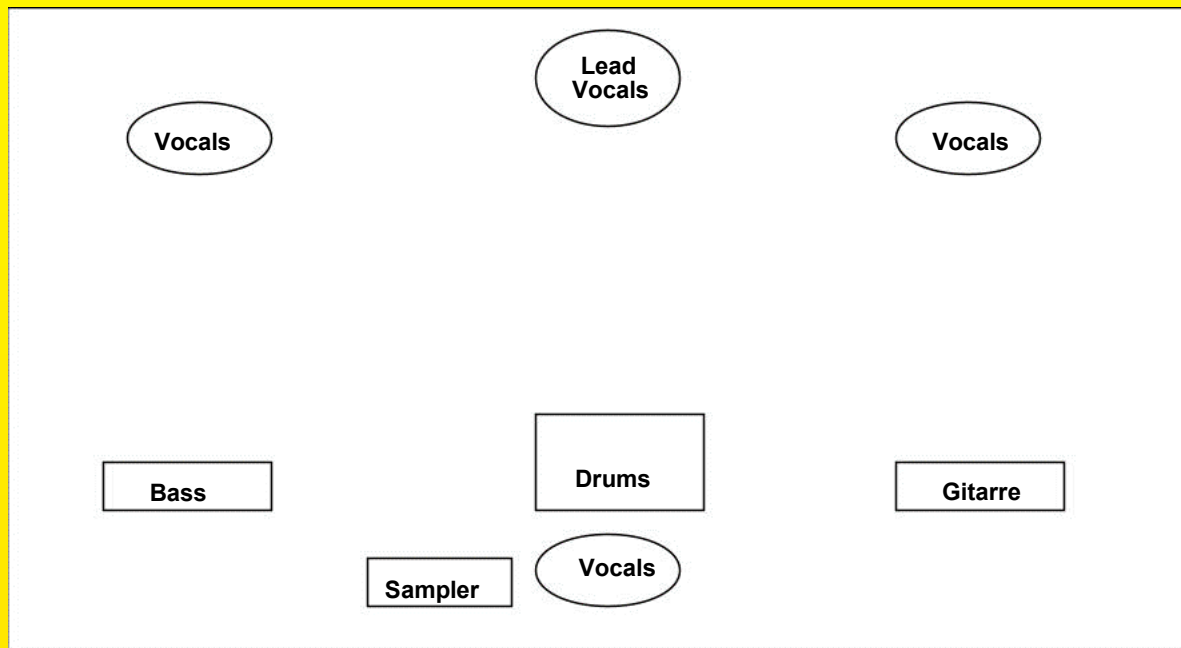 Lead
Vocals
Vocals
Vocals
Drums
Bass
Gitarre
Vocals
Sampler